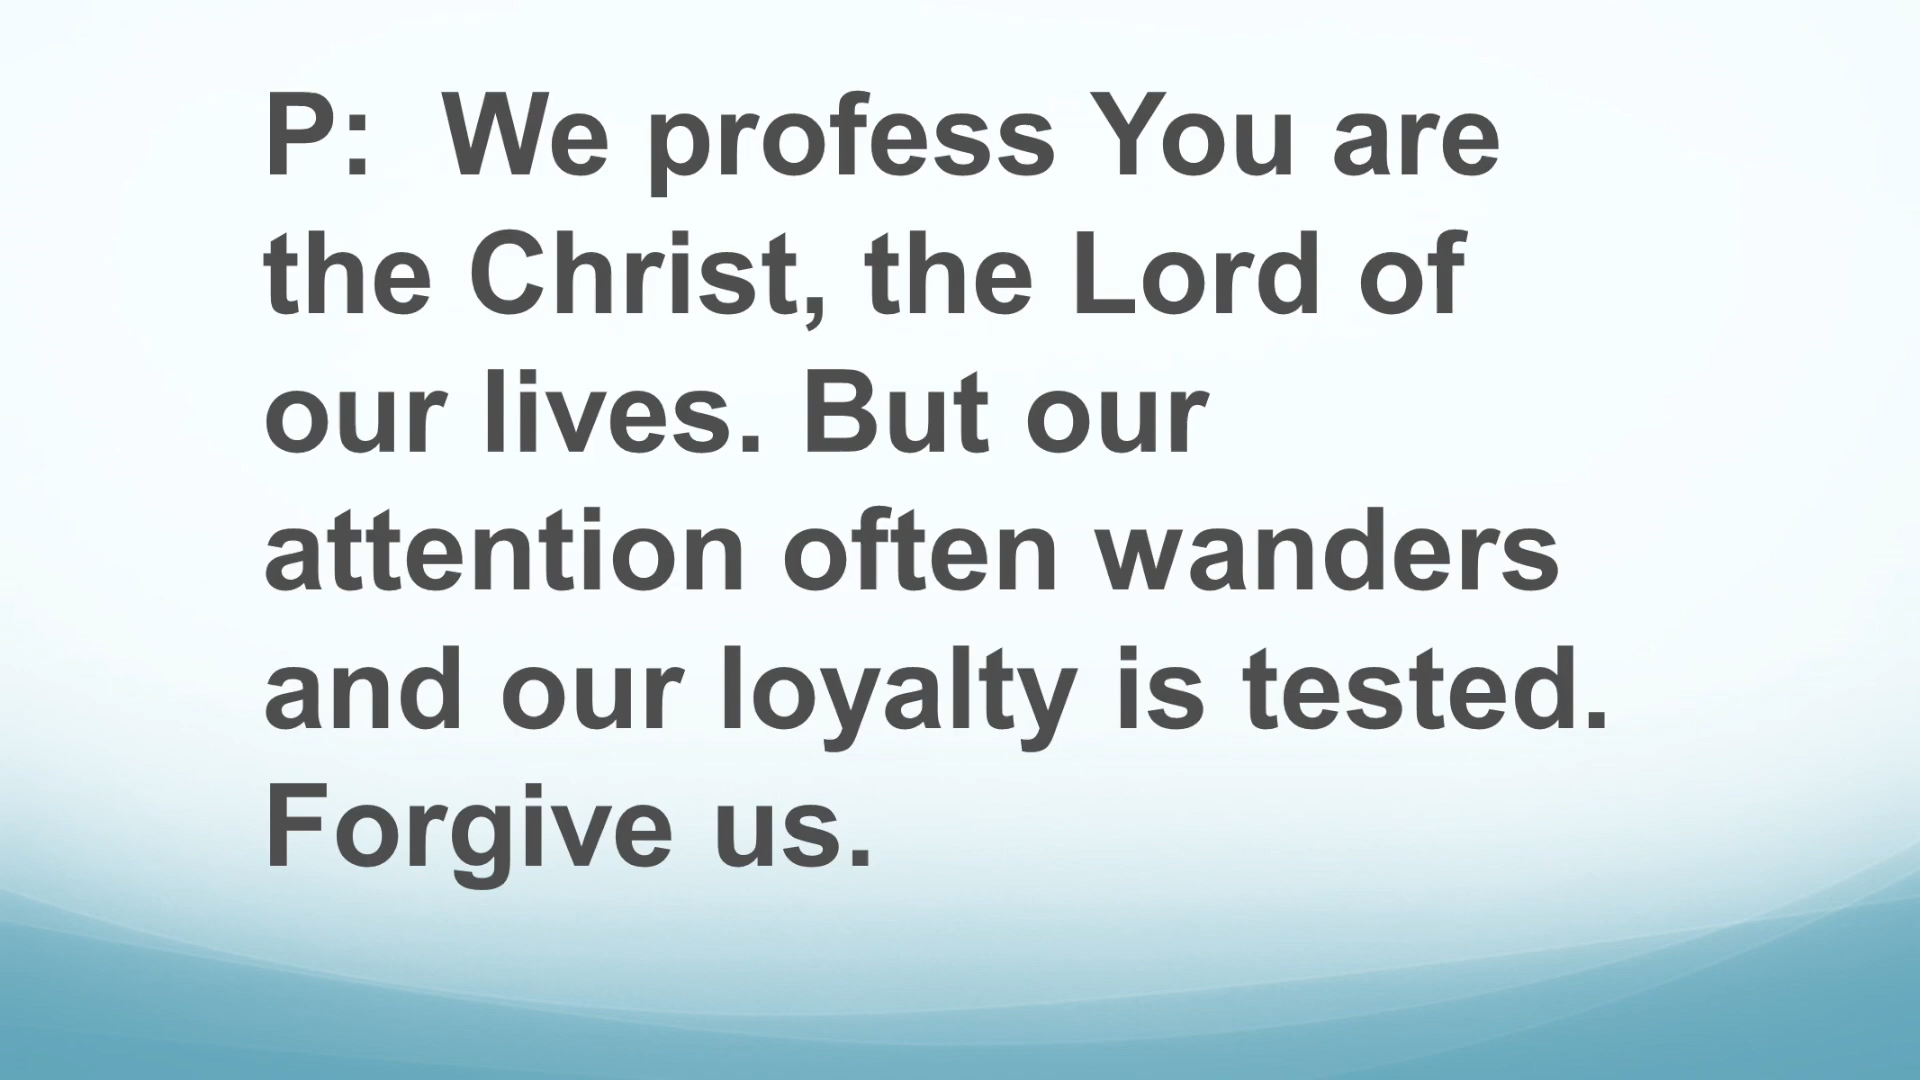 P:  We profess You are
the Christ, the Lord of
our lives. But our
attention often wanders
and our loyalty is tested.
Forgive us.